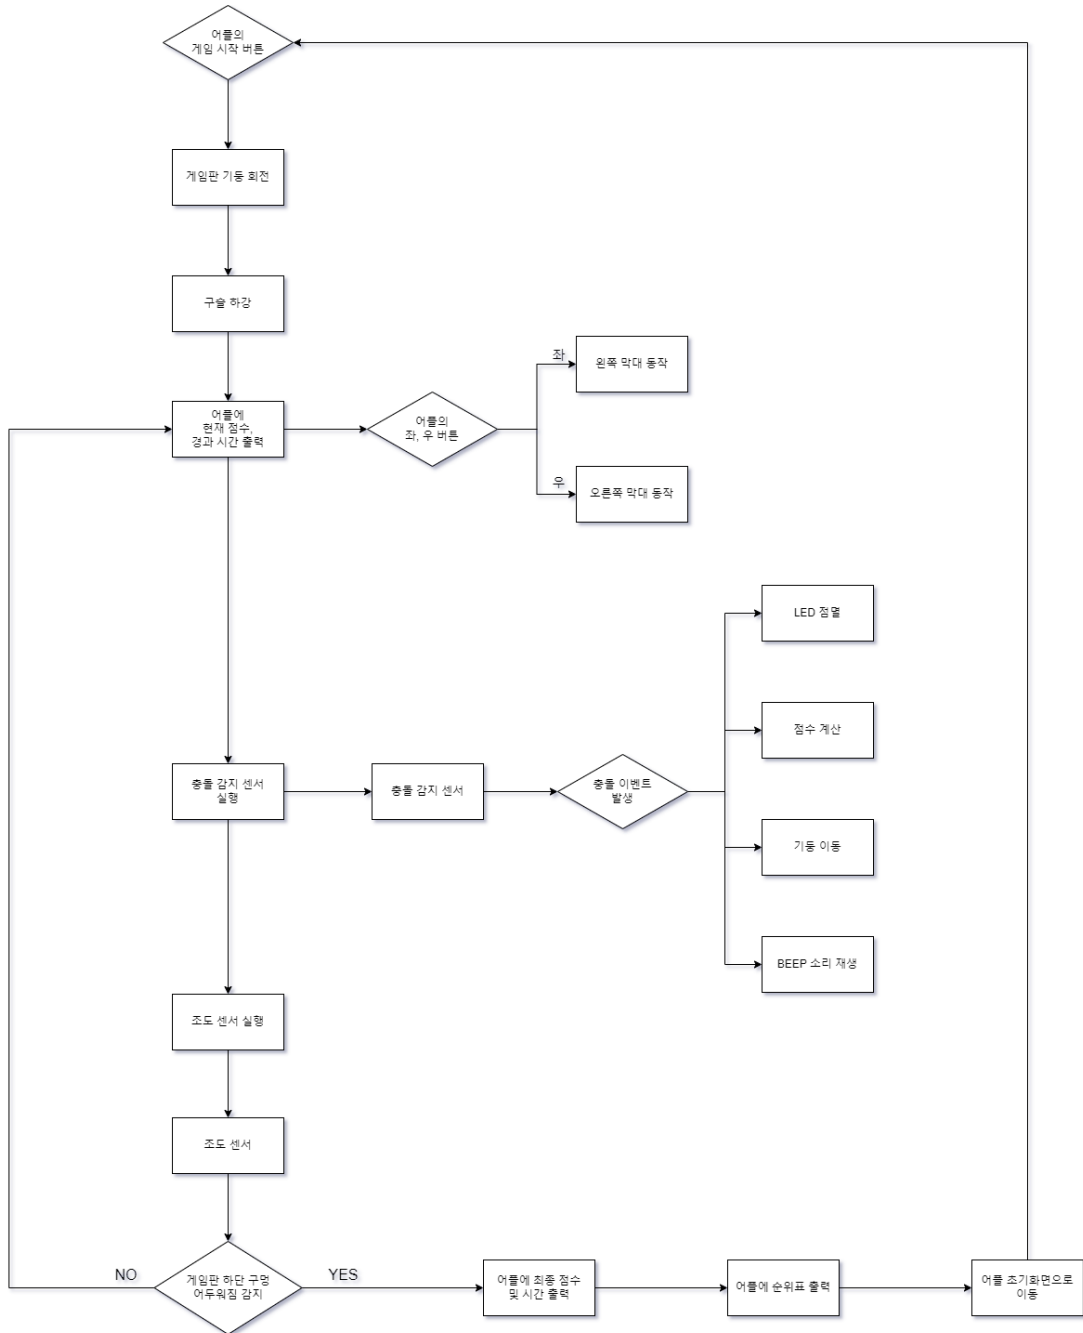 어플의
게임 시작 버튼
게임판 기둥 회전
구슬 하강
어플에
현재 점수,
경과 시간 출력
어플의
좌, 우 버튼
좌
왼쪽 막대 동작
우
오른쪽 막대 동작
충돌 감지 센서
실행
충돌 감지 센서
충돌 이벤트
발생
LED 점멸
점수 계산
기둥 이동
BEEP 소리 재생
조도 센서 실행
조도 센서
게임판 하단 구멍
어두워짐 감지
NO
YES
어플에 최종 점수
및 시간 출력
어플에 순위표 출력
어플 초기화면으로
이동